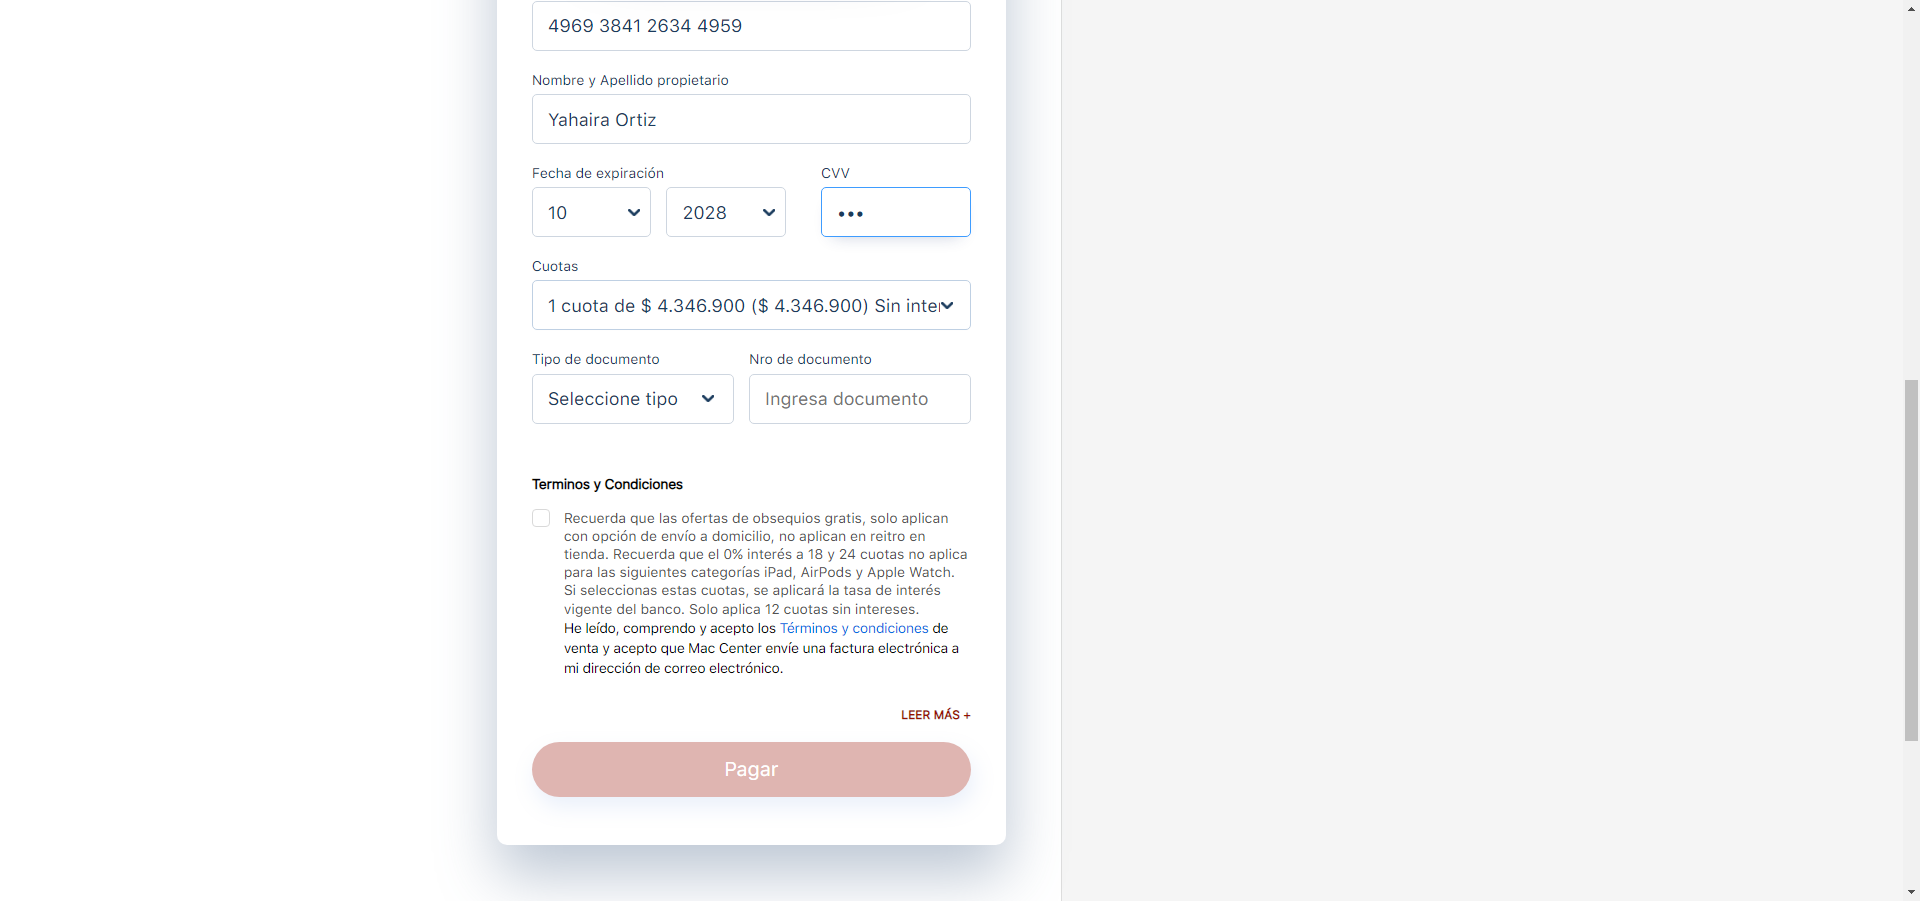 4969 3841 2634 4959
Nombre y Apellido propietario
Yahaira Ortiz
Fecha de expiración
CVV
10
2028
•••
Cuotas
1 cuota de $ 4.346.900 ($ 4.346.900) Sin inte
Tipo de documento
Nro de documento
Seleccione tipo
Ingresa documento
Terminos y Condiciones
Recuerda que las ofertas de obsequios gratis, solo aplican
con opción de envío a domicilio, no aplican en reitro en
tienda. Recuerda que el 0% interés a 18 y 24 cuotas no aplica
para las siguientes categorías iPad, AirPods y Apple Watch.
Si seleccionas estas cuotas, se aplicará la tasa de interés
vigente del banco. Solo aplica 12 cuotas sin intereses.
He leído, comprendo y acepto los Términos y condiciones de
venta y acepto que Mac Center envíe una factura electrónica a
mi dirección de correo electrónico.
LEER MÁS +
Pagar